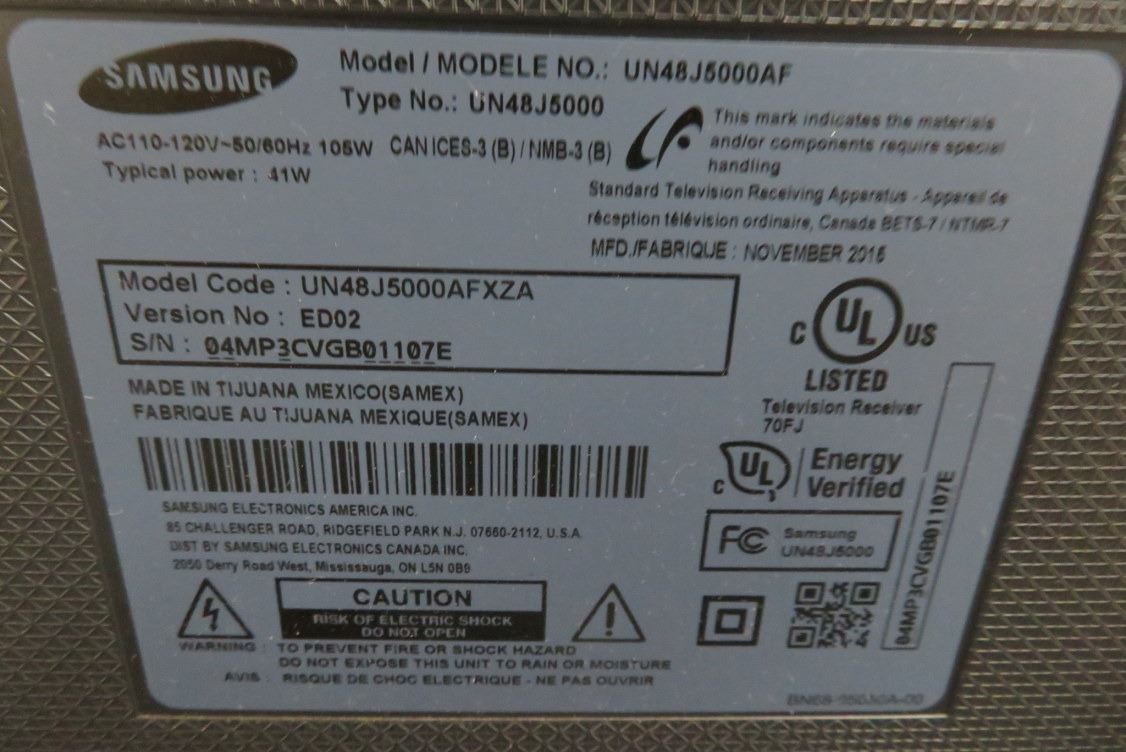 SAMSUNG
Model / MODELE NO.: UN48J5000AF
Type No.: UN48J5000
AC110-120V~50/60Hz 105W CAN ICES-3 (B) / NMB-3 (B)
Typical power : 41W
This mark indicates the materials
and/or components require special
handling
Standard Television Receiving Apparatus - Appareil de
réception télévision ordinaire, Canada BETS-7 / NTMR-7
MFD./FABRIQUE : NOVEMBER
Model Code : UN48J5000AFXZA
Version No : ED02
S/N : 04MP3CVGB01107E
MADE IN TIJUANA MEXICO(SAMEX)
FABRIQUE AU TIJUANA MEXIQUE(SAMEX)
C UL US
LISTED
Television Receiver
70FJ
C UL
Energy
Verified
SAMSUNG ELECTRONICS AMERICA INC.
85 CHALLENGER ROAD, RIDGEFIELD PARK N.J. 07660-2112, U.S.A.
DIST BY SAMSUNG ELECTRONICS CANADA INC.
2050 Derry Road West, Mississauga, ON L5N 0B9
FC Samsung
UN48J5000
04MP3CVGB01107E
CAUTION
RISK OF ELECTRIC SHOCK
DO NOT OPEN
WARNING : TO PREVENT FIRE OR SHOCK HAZARD
DO NOT EXPOSE THIS UNIT TO RAIN OR MOISTURE
AVIS : RISQUE DE CHOC ELECTRIQUE - NE PAS OUVRIR